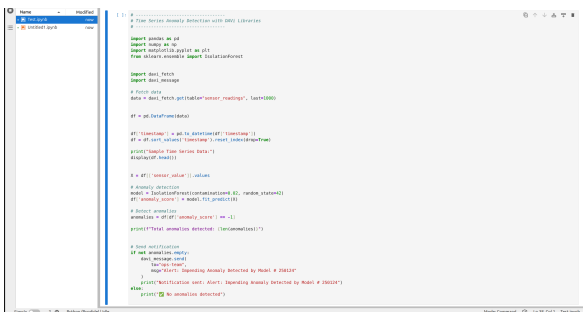 Name
Modified
Test.ipynb
now
Untitled1.ipynb
now
[ ]:
# Time Series Anomaly Detection with DAVI Libraries
import pandas as pd
import numpy as np
import matplotlib.pyplot as plt
from sklearn.ensemble import IsolationForest
import davi_fetch
import davi_message
# Fetch data
data = davi_fetch.get(table="sensor_readings", last=1000)
df = pd.DataFrame(data)
df['timestamp'] = pd.to_datetime(df['timestamp'])
df = df.sort_values('timestamp').reset_index(drop=True)
print("Sample Time Series Data:")
display(df.head())
X = df[['sensor_value']].values
# Anomaly detection
model = IsolationForest(contamination=0.02, random_state=42)
df['anomaly_score'] = model.fit_predict(X)
# Detect anomalies
anomalies = df[df['anomaly_score'] == -1]
print(f"Total anomalies detected: {len(anomalies)}")
# Send notification
if not anomalies.empty:
davi_message.send(
to="ops-team",
msg="Alert: Impending Anomaly Detected by Model # 250124"
)
print("Notification sent: Alert: Impending Anomaly Detected by Model # 250124")
else:
print("✅ No anomalies detected")